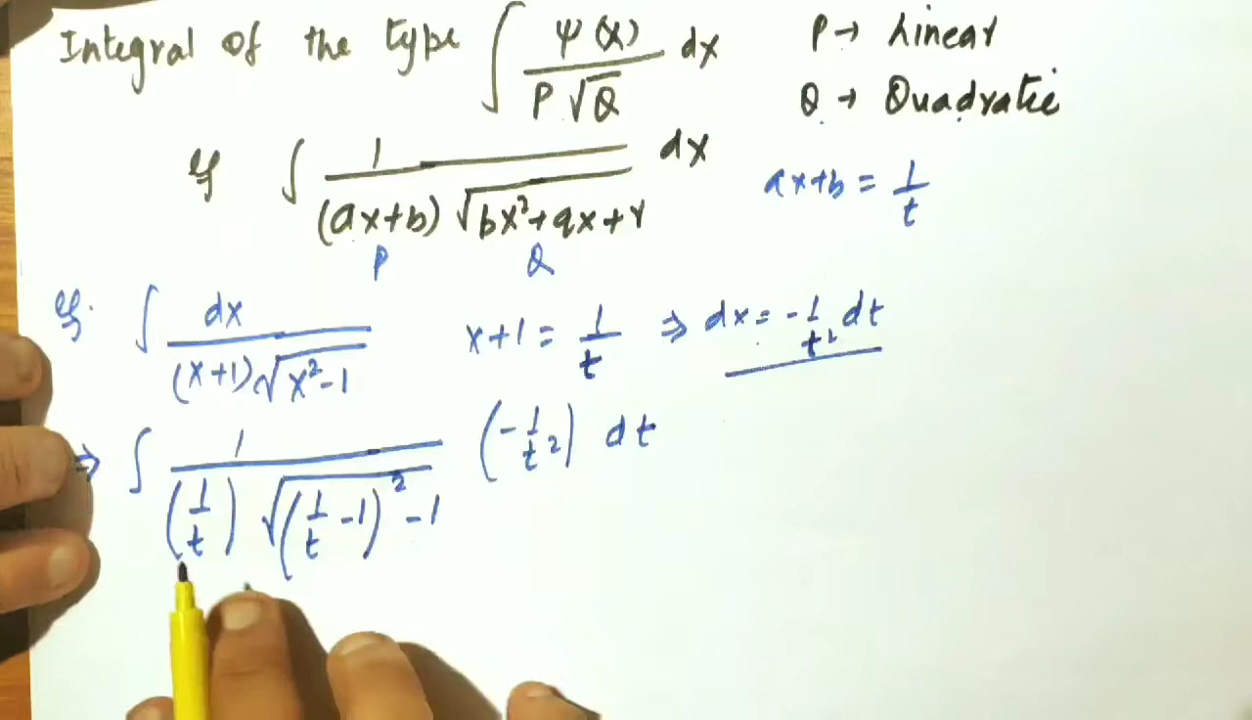 Integral of the type ∫ ψ(x) / P√Q dx P → Linear
Q → Quadratic
eg ∫ 1 / (ax+b) √bx²+qx+r dx ax+b = 1/t
P Q
eg. ∫ dx / (x+1)√x²-1 x+1 = 1/t ⇒ dx = -1/t² dt
⇒ ∫ 1 / (1/t) √(1/t -1)² -1 (-1/t²) dt